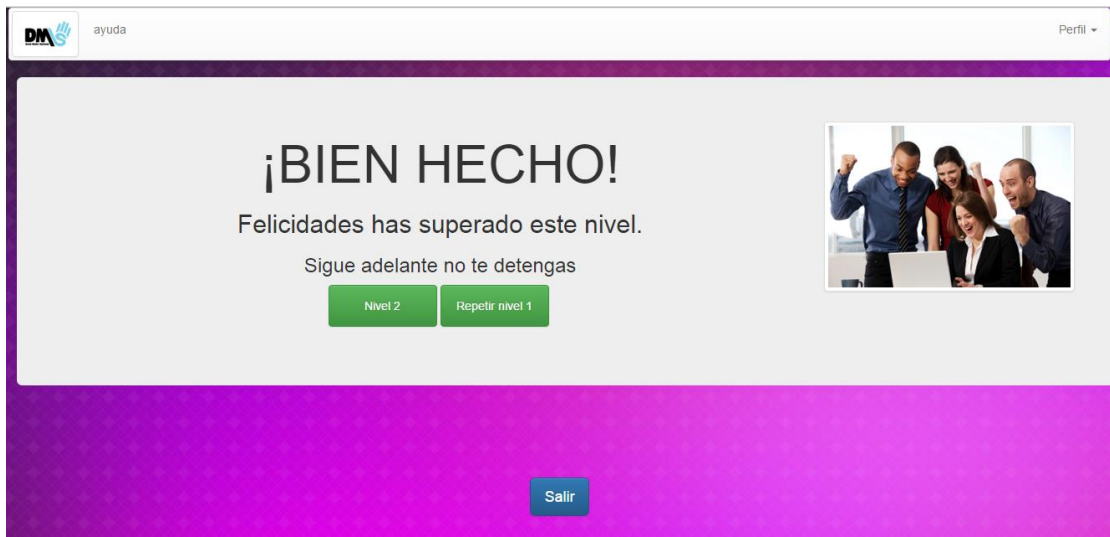 DMS
ayuda
Perfil
¡BIEN HECHO!
Felicidades has superado este nivel.
Sigue adelante no te detengas
Nivel 2
Repetir nivel 1
Salir